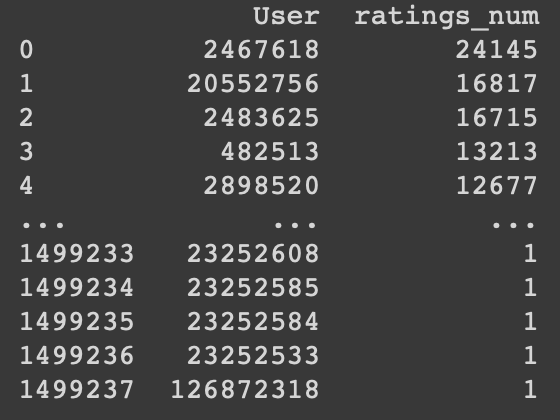 User ratings_num
0 2467618 24145
1 20552756 16817
2 2483625 16715
3 482513 13213
4 2898520 12677
... ... ...
1499233 23252608 1
1499234 23252585 1
1499235 23252584 1
1499236 23252533 1
1499237 126872318 1